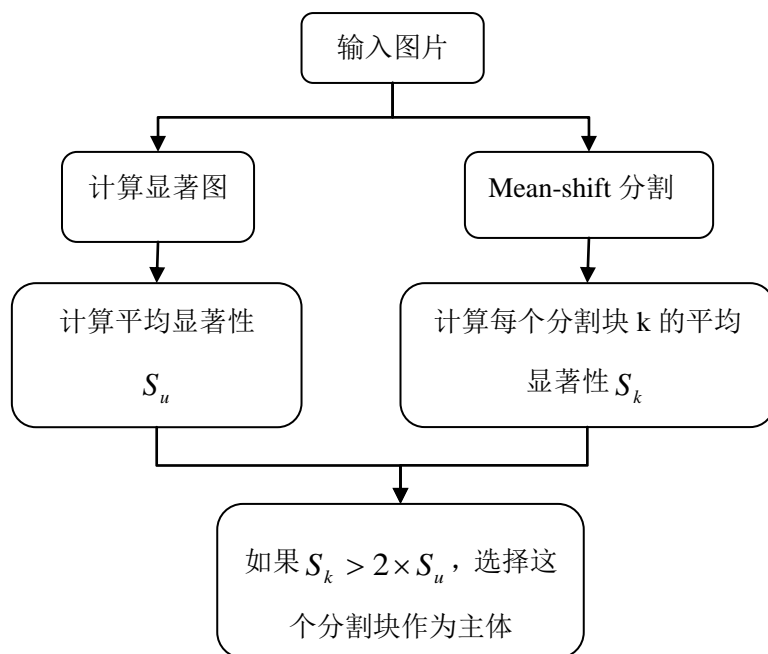 输入图片
计算显著图
Mean-shift 分割
计算平均显著性
S_u
计算每个分割块 k 的平均
显著性 S_k
如果 S_k > 2 × S_u，选择这
个分割块作为主体